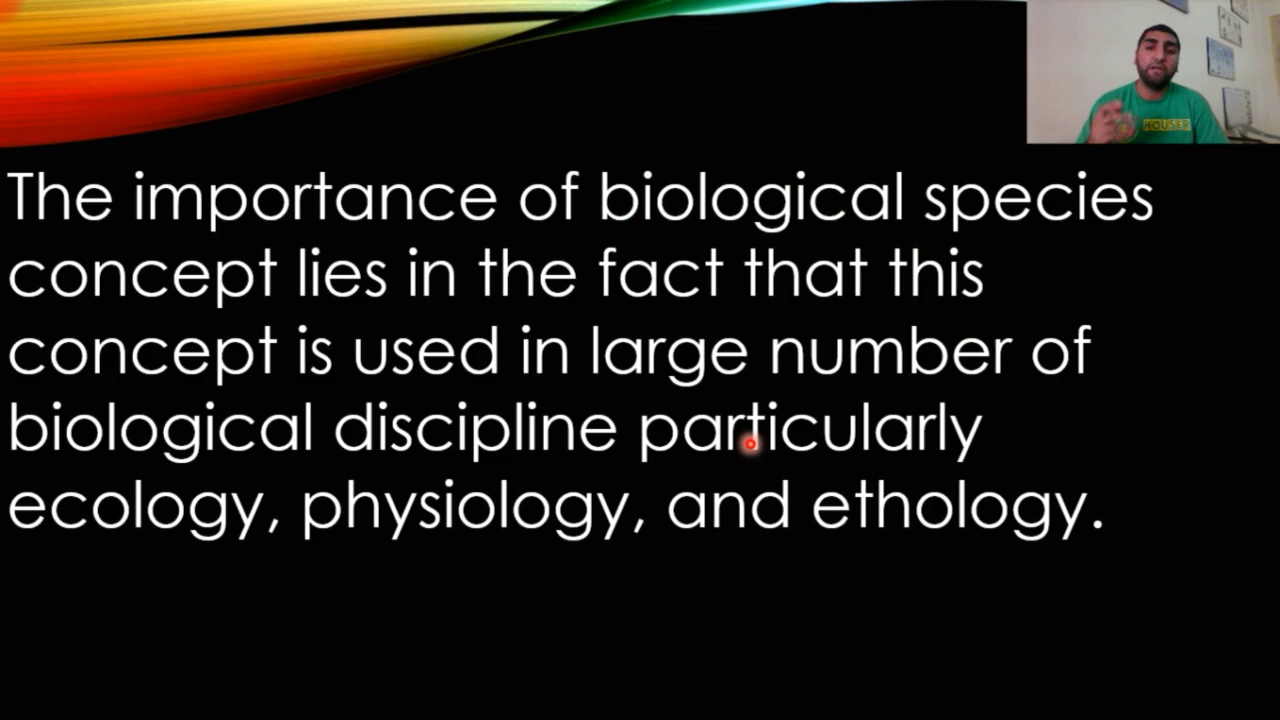 HOUSER
The importance of biological species
concept lies in the fact that this
concept is used in large number of
biological discipline particularly
ecology, physiology, and ethology.